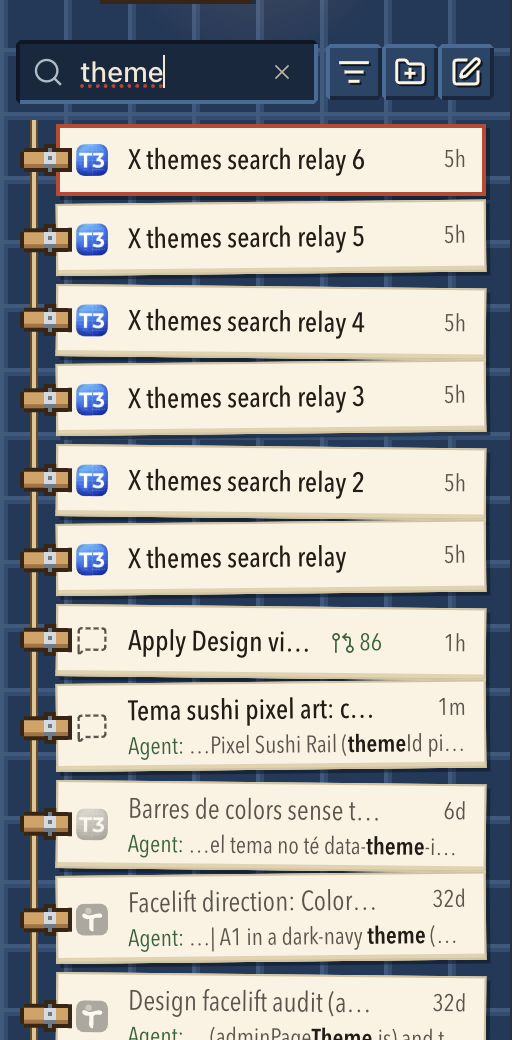 theme
T3 X themes search relay 6 5h
T3 X themes search relay 5 5h
T3 X themes search relay 4 5h
T3 X themes search relay 3 5h
T3 X themes search relay 2 5h
T3 X themes search relay 5h
Apply Design vi… 86 1h
Tema sushi pixel art: c… 1m
Agent: …Pixel Sushi Rail (themeId pi…
T3 Barres de colors sense t… 6d
Agent: …el tema no té data-theme-i…
Facelift direction: Color… 32d
Agent: …| A1 in a dark-navy theme (…
Design facelift audit (a… 32d
Agent: … (adminPageTheme is) and t…